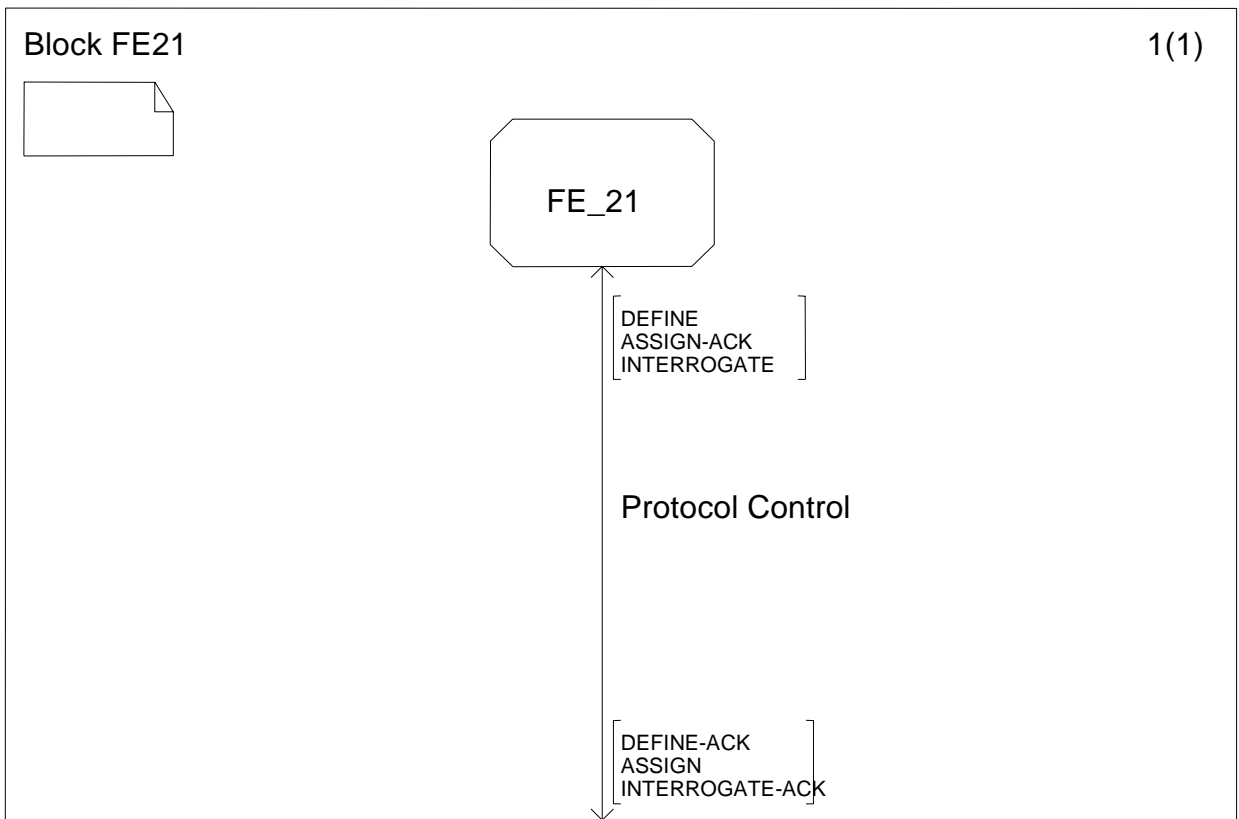 Block FE21
1(1)
FE_21
DEFINE
ASSIGN-ACK
INTERROGATE
Protocol Control
DEFINE-ACK
ASSIGN
INTERROGATE-ACK